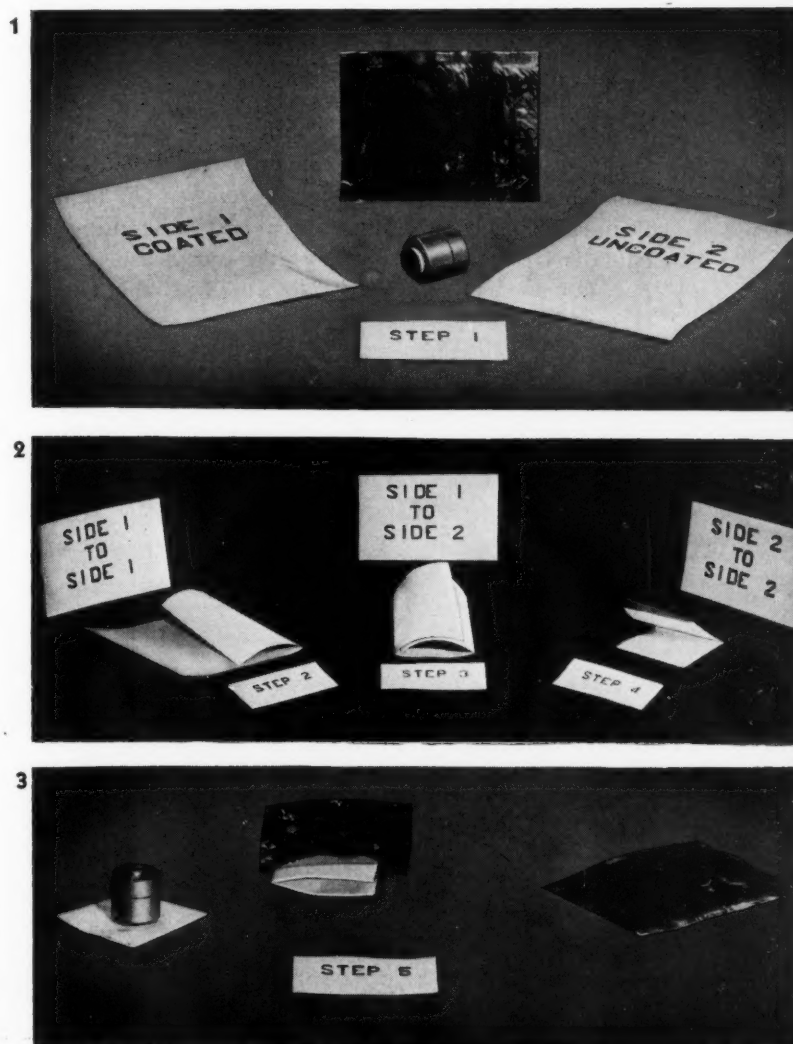 1
SIDE 1
COATED
SIDE 2
UNCOATED
STEP 1
2
SIDE 1
TO
SIDE 1
SIDE 1
TO
SIDE 2
SIDE 2
TO
SIDE 2
STEP 2
STEP 3
STEP 4
3
STEP 5